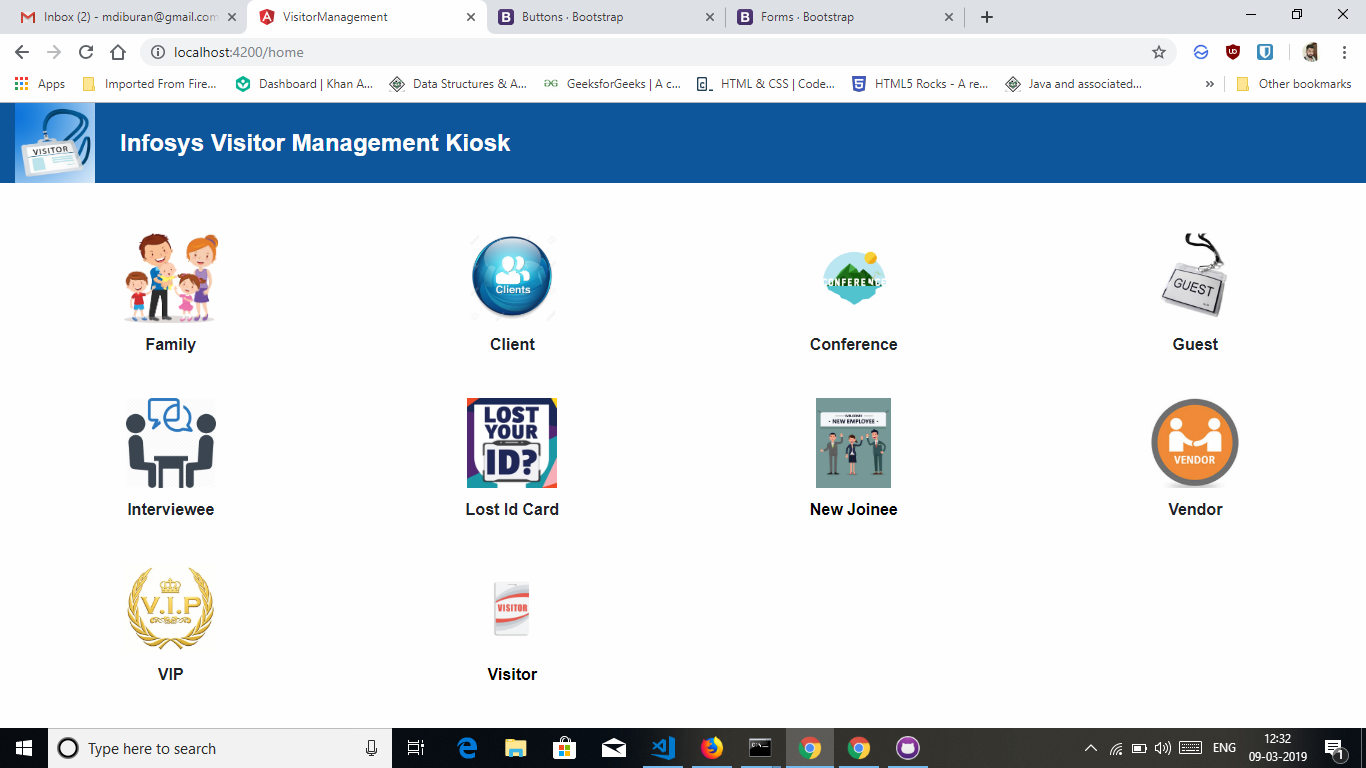 Inbox (2) - mdiburan@gmail.com
VisitorManagement
Buttons · Bootstrap
Forms · Bootstrap
localhost:4200/home
Apps
Imported From Fire...
Dashboard | Khan A...
Data Structures & A...
GeeksforGeeks | A c...
HTML & CSS | Code...
HTML5 Rocks - A re...
Java and associated...
Other bookmarks
VISITOR
Infosys Visitor Management Kiosk
Clients
CONFERENC
GUEST
Family
Client
Conference
Guest
LOST
YOUR
ID?
- NEW EMPLOYEE -
VENDOR
Interviewee
Lost Id Card
New Joinee
Vendor
V.I.P
VISITOR
VIP
Visitor
Type here to search
ENG
12:32
09-03-2019
1